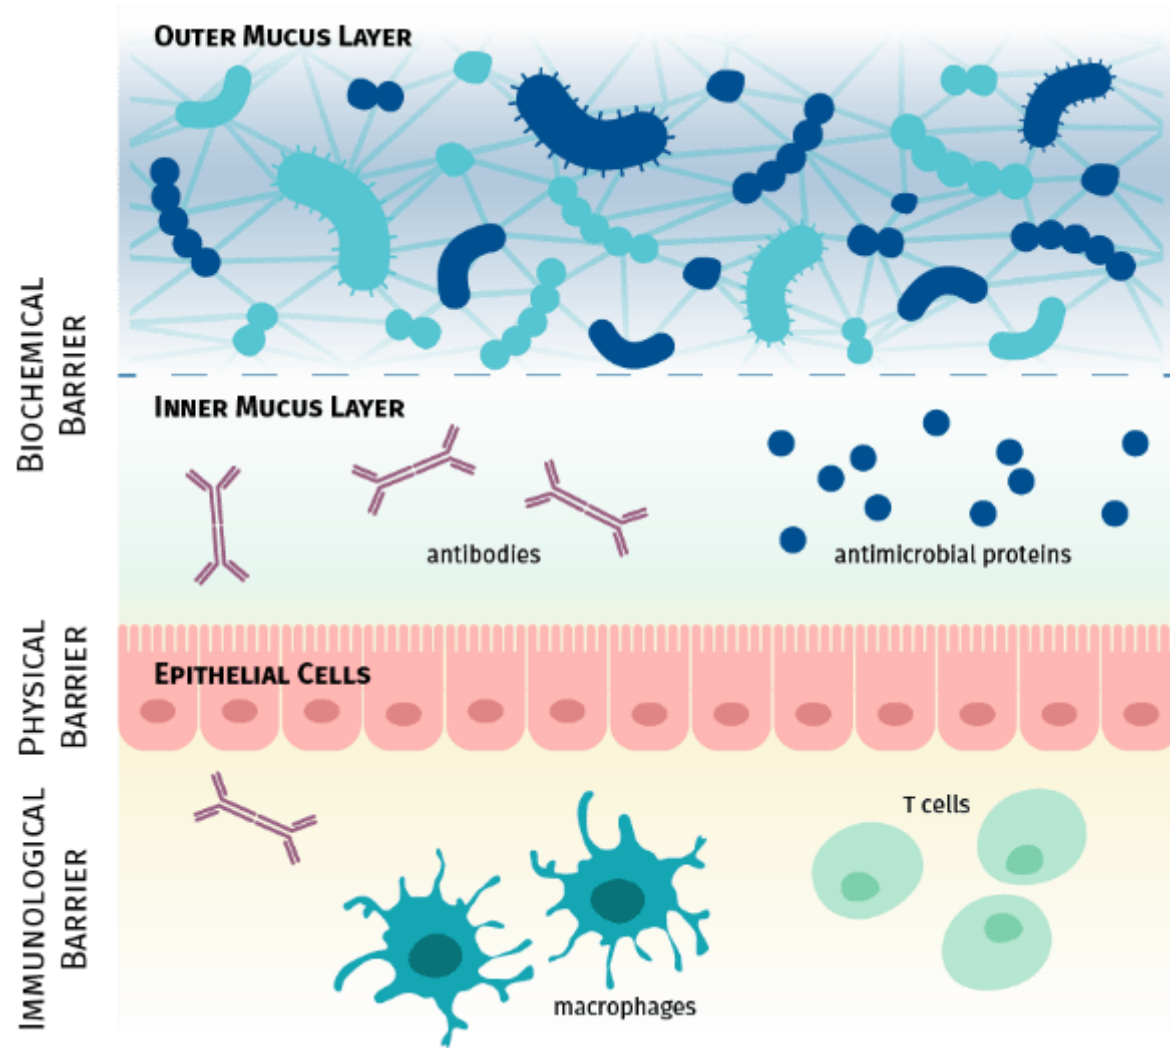 OUTER MUCUS LAYER
BIOCHEMICAL
BARRIER
INNER MUCUS LAYER
antibodies
antimicrobial proteins
PHYSICAL
BARRIER
EPITHELIAL CELLS
IMMUNOLOGICAL
BARRIER
T cells
macrophages